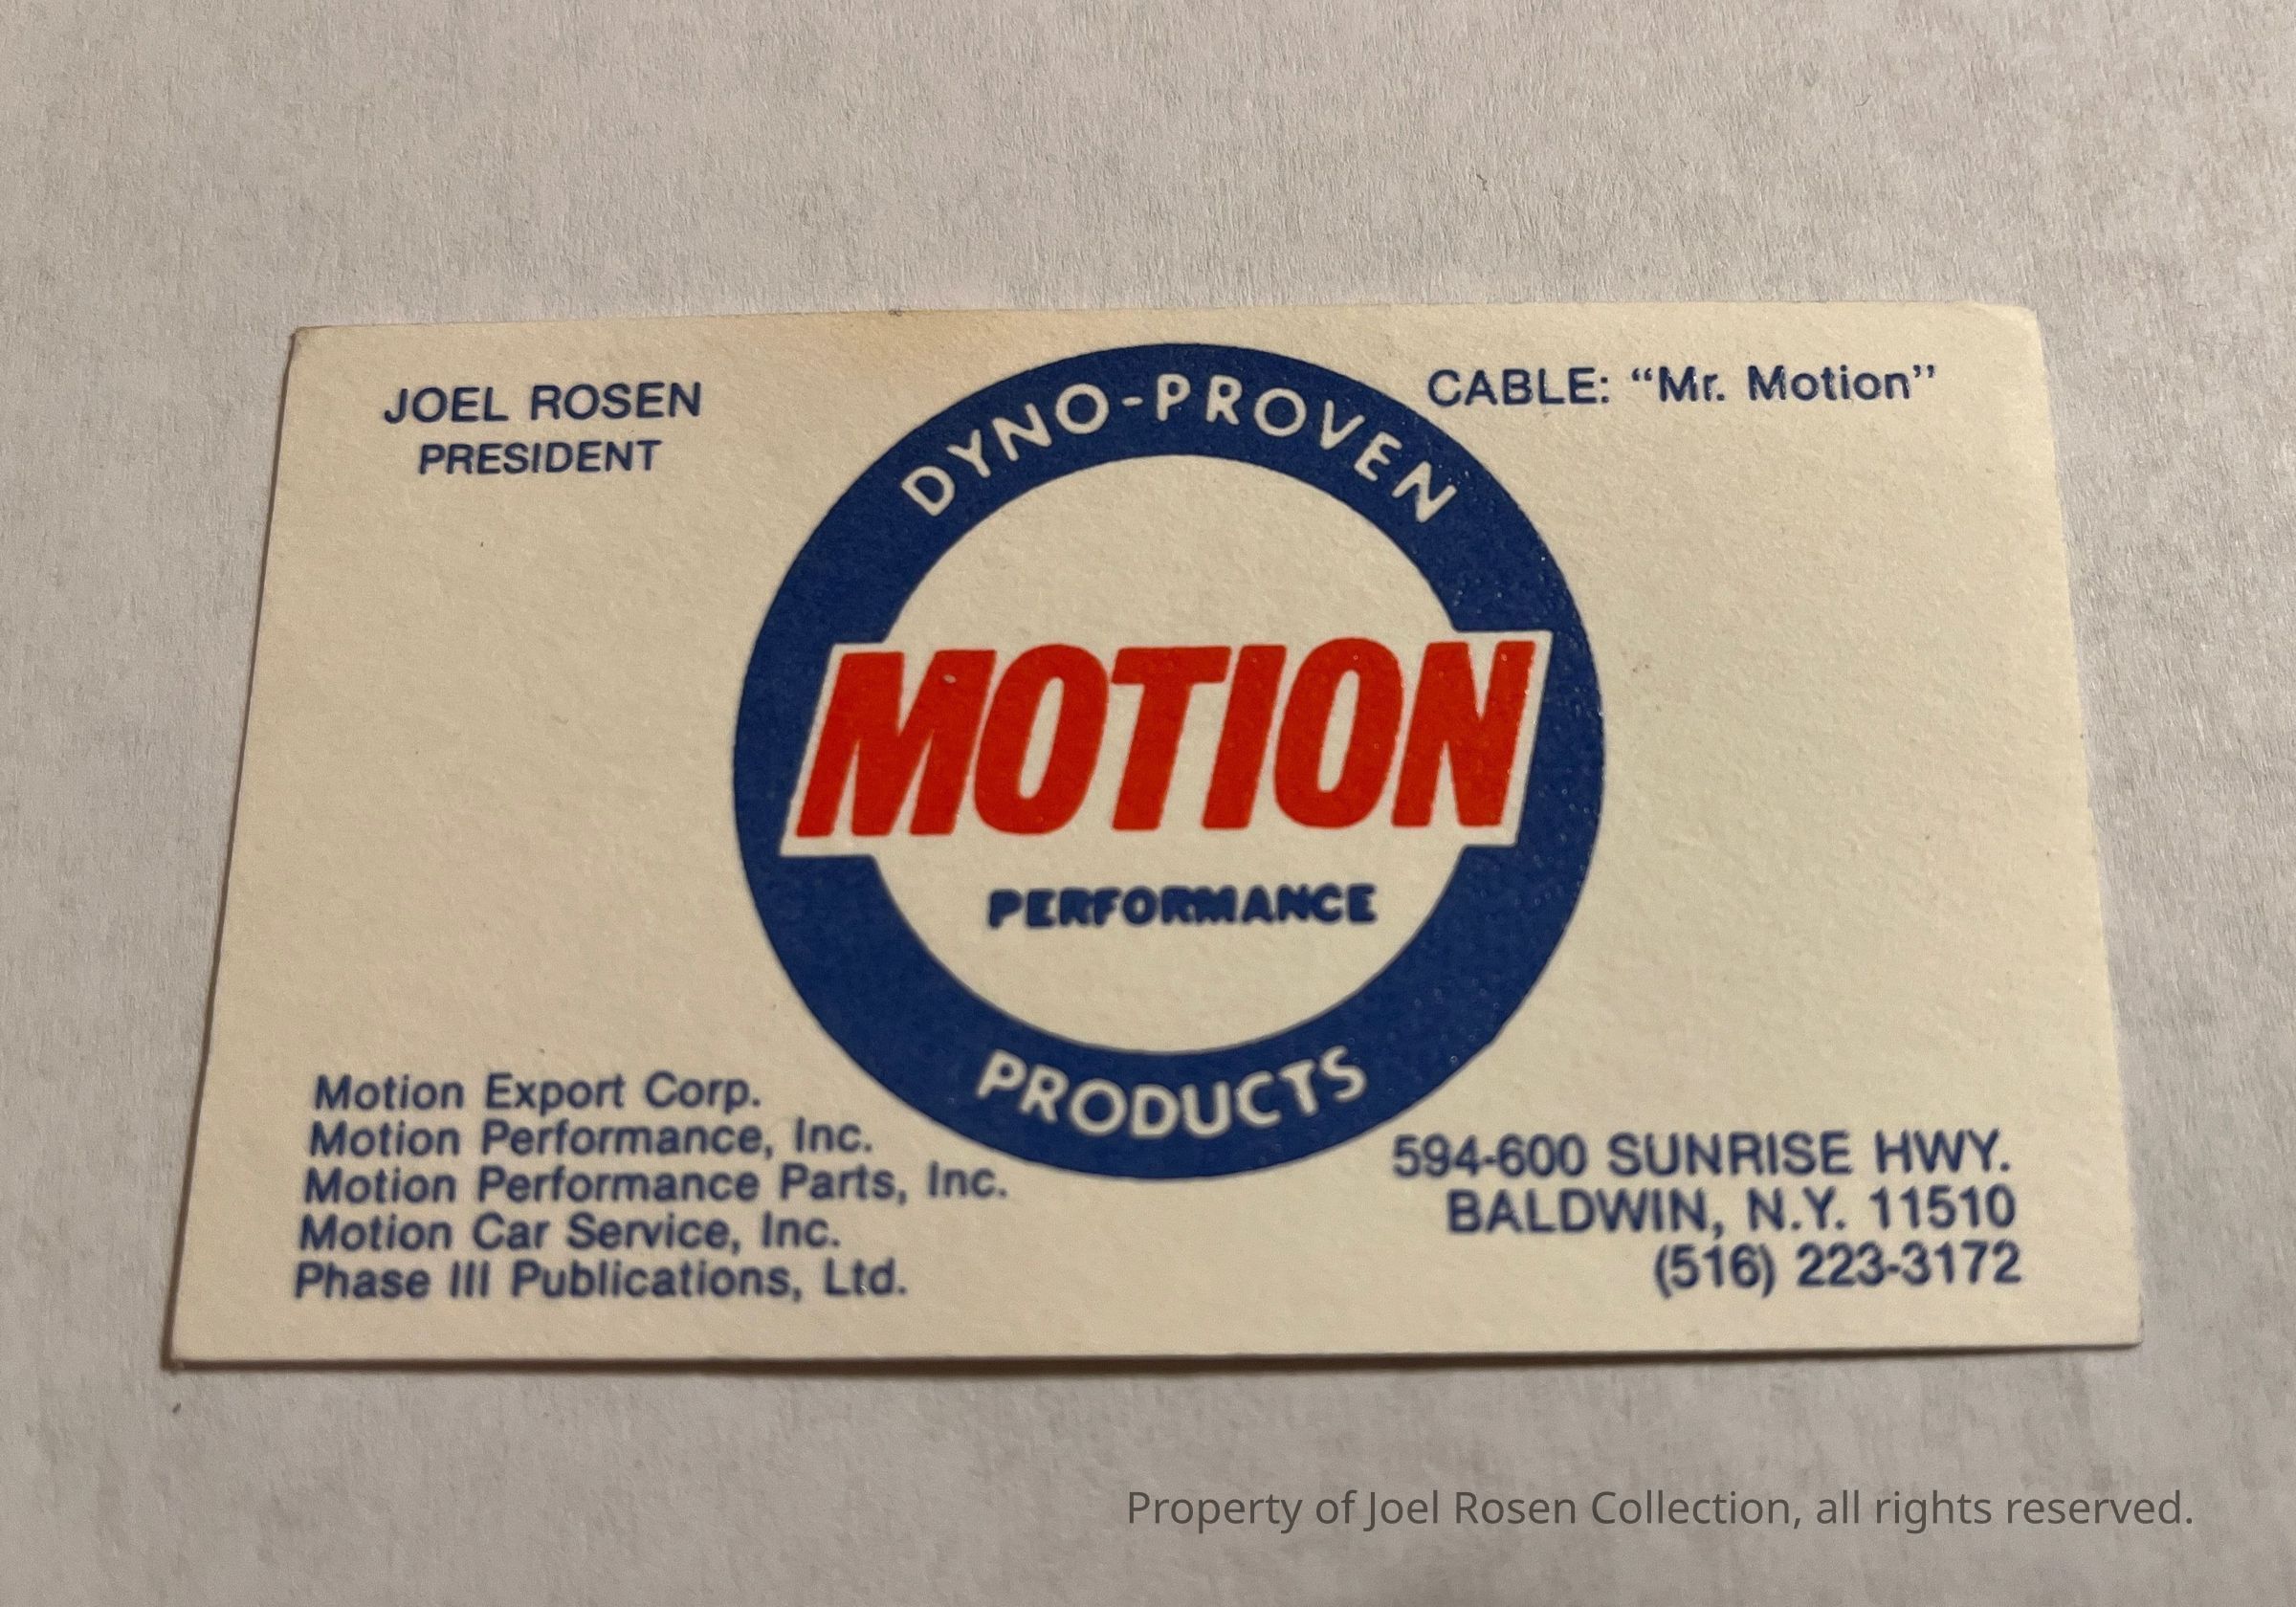 JOEL ROSEN
PRESIDENT
CABLE: “Mr. Motion”
DYNO-PROVEN
MOTION
PERFORMANCE
PRODUCTS
Motion Export Corp.
Motion Performance, Inc.
Motion Performance Parts, Inc.
Motion Car Service, Inc.
Phase III Publications, Ltd.
594-600 SUNRISE HWY.
BALDWIN, N.Y. 11510
(516) 223-3172
Property of Joel Rosen Collection, all rights reserved.